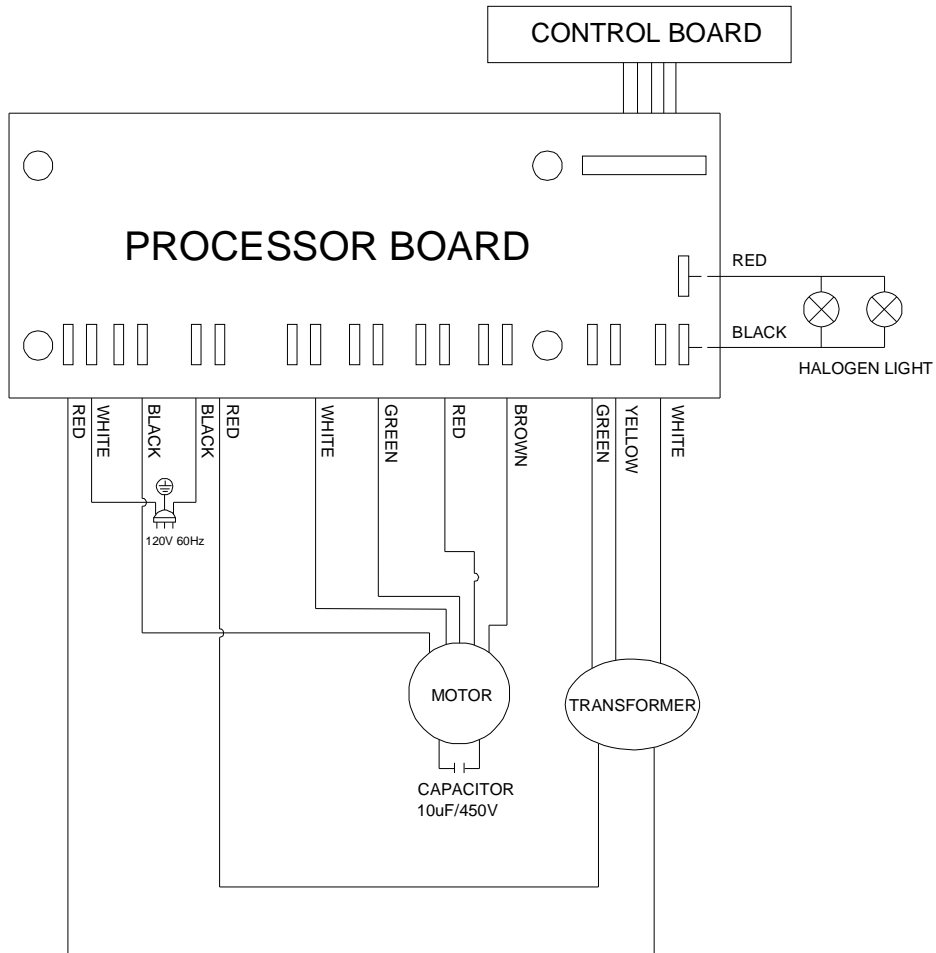 CONTROL BOARD
PROCESSOR BOARD
RED
BLACK
HALOGEN LIGHT
RED
WHITE
BLACK
BLACK
RED
WHITE
GREEN
RED
BROWN
GREEN
YELLOW
WHITE
120V 60Hz
MOTOR
TRANSFORMER
CAPACITOR
10uF/450V